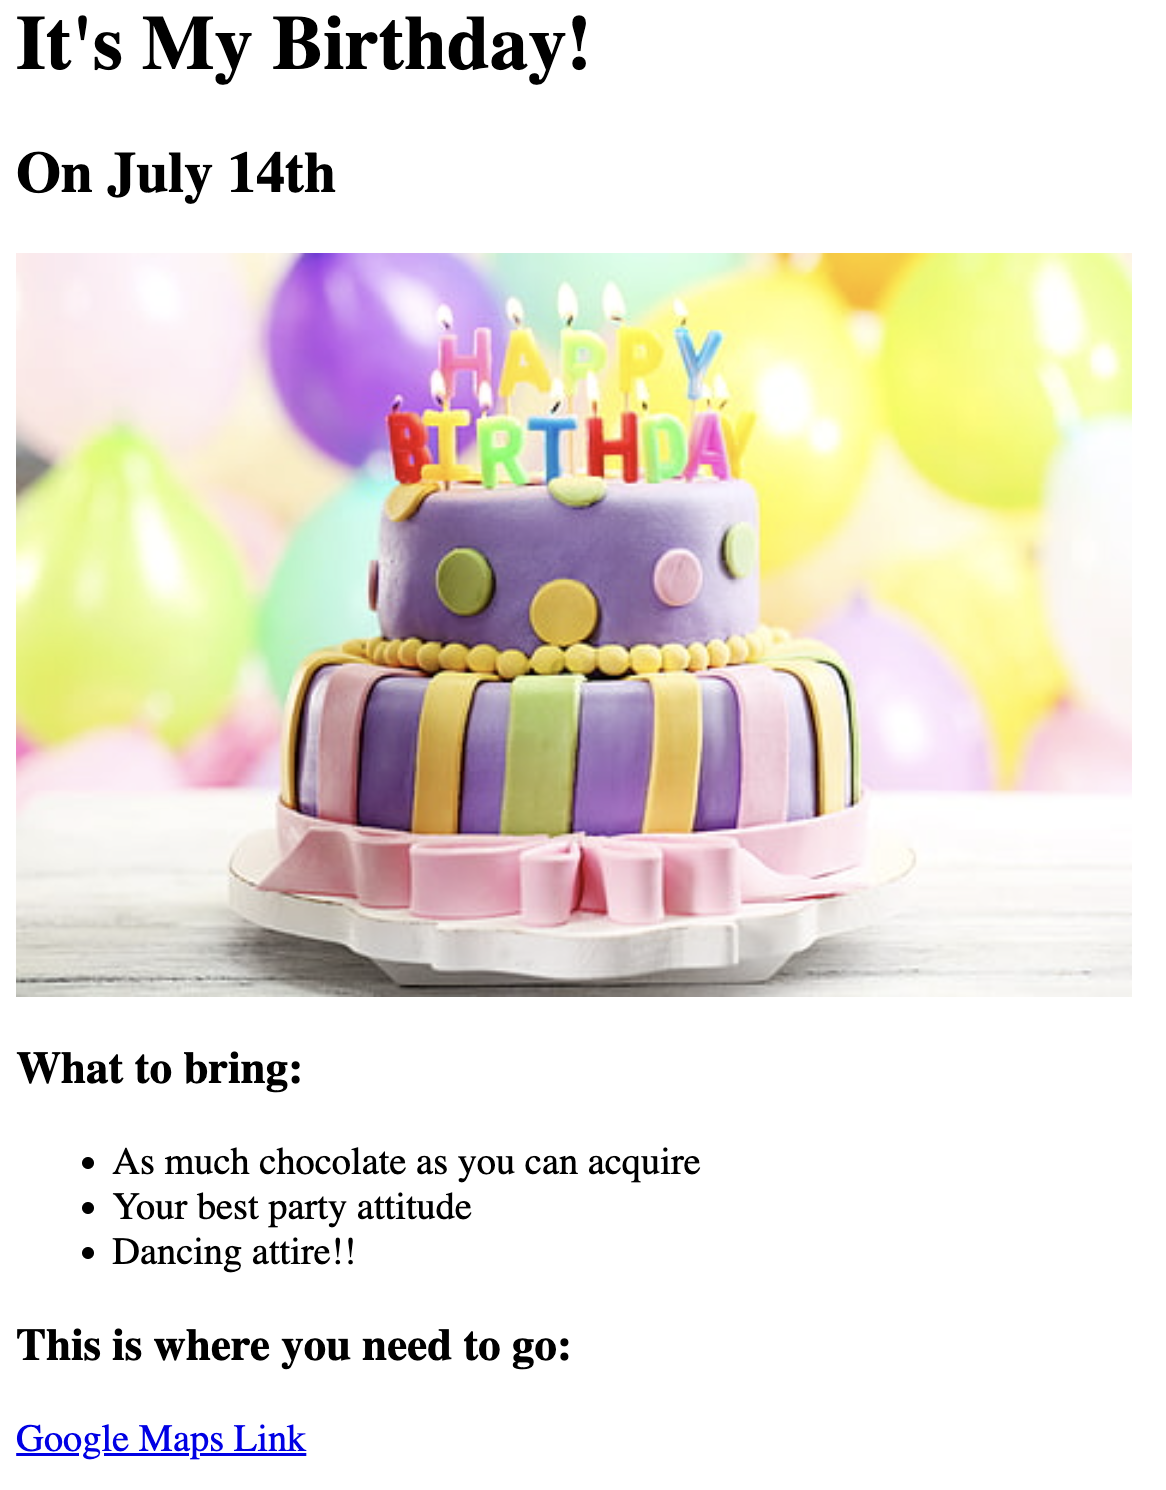 It's My Birthday!
On July 14th
HAPPY
BIRTHDAY
What to bring:
As much chocolate as you can acquire
Your best party attitude
Dancing attire!!
This is where you need to go:
Google Maps Link